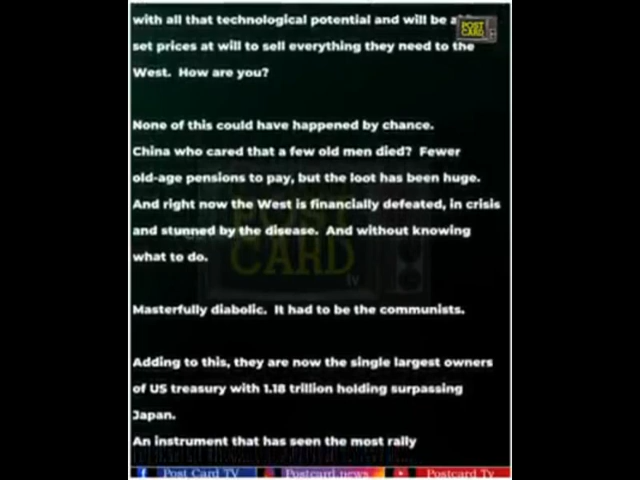 with all that technological potential and will be
POST CARD
set prices at will to sell everything they need to the
West. How are you?
None of this could have happened by chance.
China who cared that a few old men died? Fewer
old-age pensions to pay, but the loot has been huge.
And right now the West is financially defeated, in crisis
and stunned by the disease. And without knowing
what to do.
POST CARD tv
Masterfully diabolic. It had to be the communists.
Adding to this, they are now the single largest owners
of US treasury with 1.18 trillion holding surpassing
Japan.
An instrument that has seen the most rally
f Post Card TV Postcard news Postcard Tv